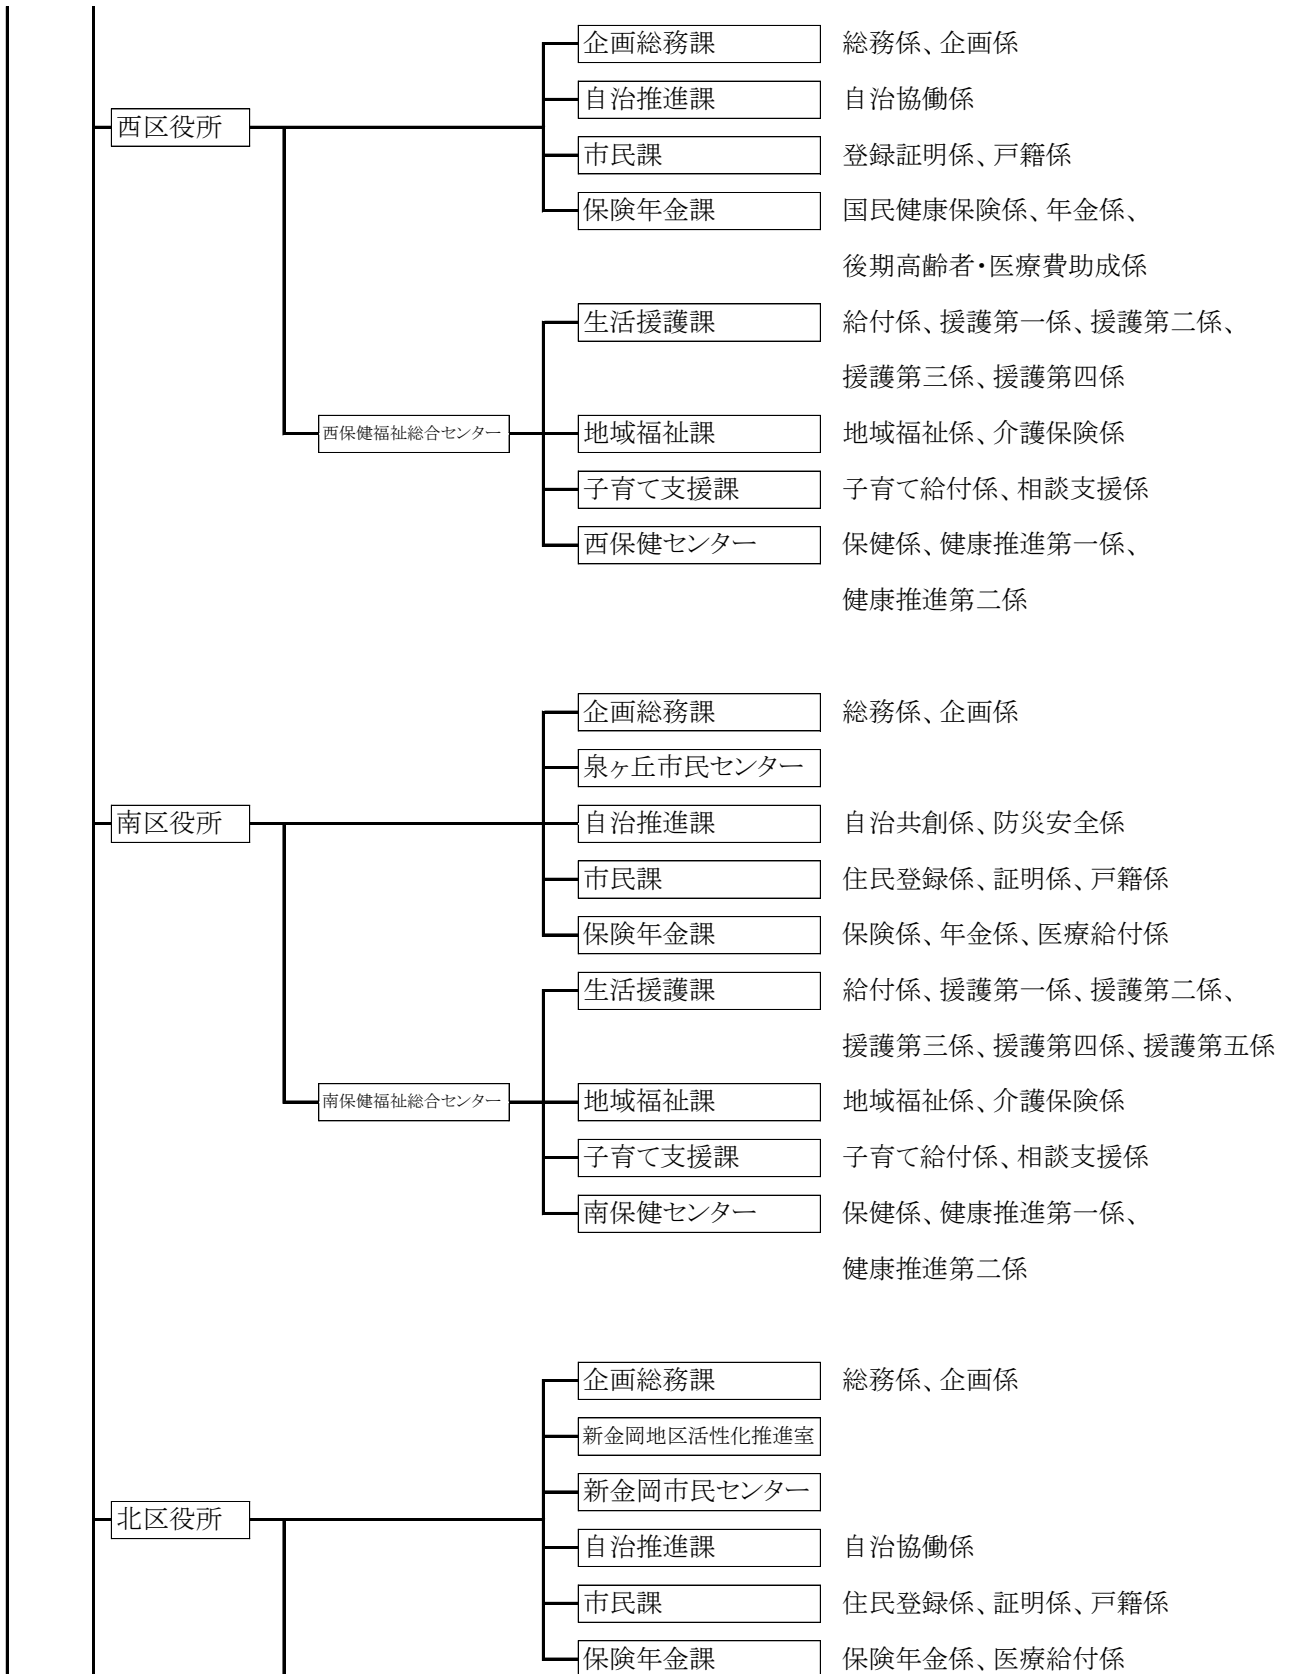 企画総務課 総務係、企画係
自治推進課 自治協働係
西区役所
市民課 登録証明係、戸籍係
保険年金課 国民健康保険係、年金係、
後期高齢者・医療費助成係
生活援護課 給付係、援護第一係、援護第二係、
援護第三係、援護第四係
西保健福祉総合センター 地域福祉課 地域福祉係、介護保険係
子育て支援課 子育て給付係、相談支援係
西保健センター 保健係、健康推進第一係、
健康推進第二係
企画総務課 総務係、企画係
泉ヶ丘市民センター
南区役所 自治推進課 自治共創係、防災安全係
市民課 住民登録係、証明係、戸籍係
保険年金課 保険係、年金係、医療給付係
生活援護課 給付係、援護第一係、援護第二係、
援護第三係、援護第四係、援護第五係
南保健福祉総合センター 地域福祉課 地域福祉係、介護保険係
子育て支援課 子育て給付係、相談支援係
南保健センター 保健係、健康推進第一係、
健康推進第二係
企画総務課 総務係、企画係
新金岡地区活性化推進室
新金岡市民センター
北区役所
自治推進課 自治協働係
市民課 住民登録係、証明係、戸籍係
保険年金課 保険年金係、医療給付係